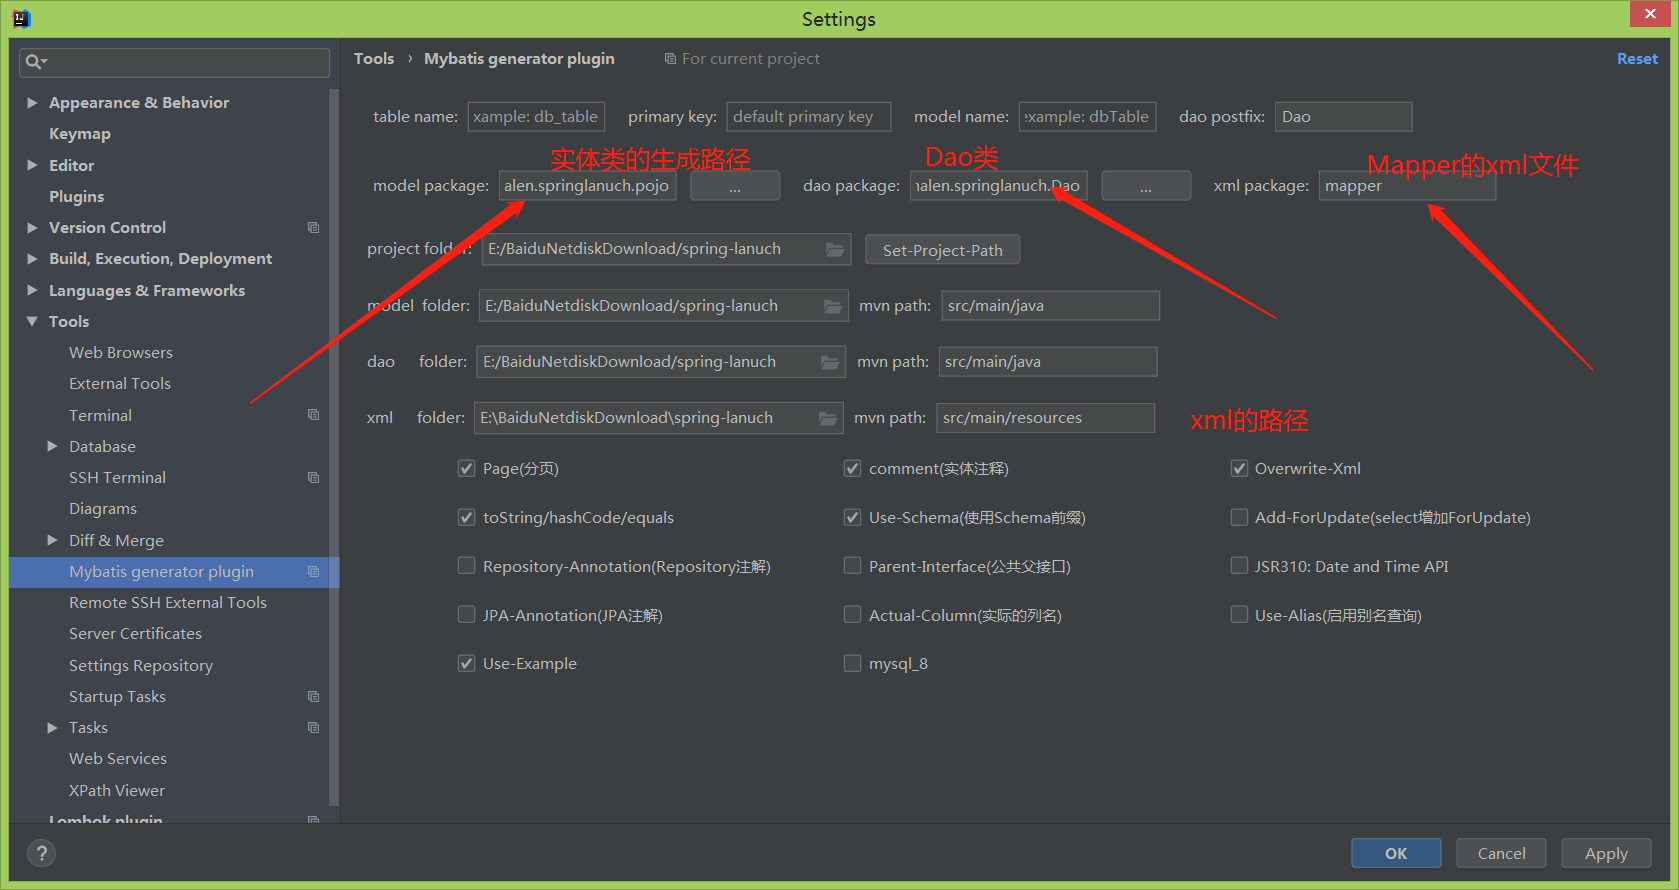 Settings
Appearance & Behavior
Keymap
Editor
Plugins
Version Control
Build, Execution, Deployment
Languages & Frameworks
Tools
Web Browsers
External Tools
Terminal
Database
SSH Terminal
Diagrams
Diff & Merge
Mybatis generator plugin
Remote SSH External Tools
Server Certificates
Settings Repository
Startup Tasks
Tasks
Web Services
XPath Viewer
Lombok plugin
Tools › Mybatis generator plugin For current project Reset
table name: xample: db_table primary key: default primary key model name: example: dbTable dao postfix: Dao
实体类的生成路径 Dao类 Mapper的xml文件
model package: alen.springlanuch.pojo ... dao package: alen.springlanuch.Dao ... xml package: mapper
project folder: E:/BaiduNetdiskDownload/spring-lanuch Set-Project-Path
model folder: E:/BaiduNetdiskDownload/spring-lanuch mvn path: src/main/java
dao folder: E:/BaiduNetdiskDownload/spring-lanuch mvn path: src/main/java
xml folder: E:\BaiduNetdiskDownload\spring-lanuch mvn path: src/main/resources xml的路径
Page(分页) comment(实体注释) Overwrite-Xml
toString/hashCode/equals Use-Schema(使用Schema前缀) Add-ForUpdate(select增加ForUpdate)
Repository-Annotation(Repository注解) Parent-Interface(公共父接口) JSR310: Date and Time API
JPA-Annotation(JPA注解) Actual-Column(实际的列名) Use-Alias(启用别名查询)
Use-Example mysql_8
? OK Cancel Apply